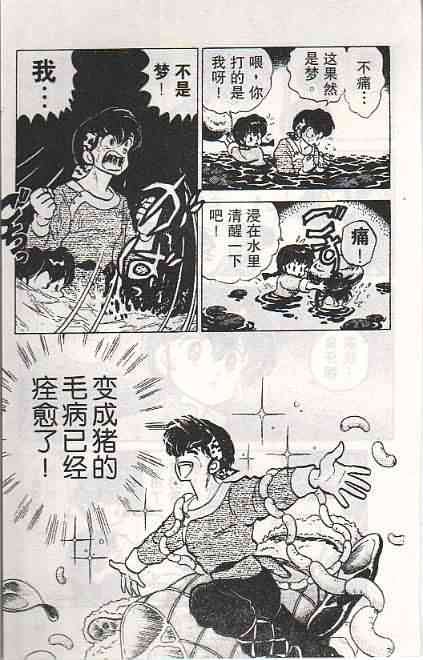 不痛…
这果然
是梦。
喂，你
打的是
我呀！
痛！
浸在水里
清醒一下
吧！
不是
梦！
我…
变成猪的
毛病已经
痊愈了！